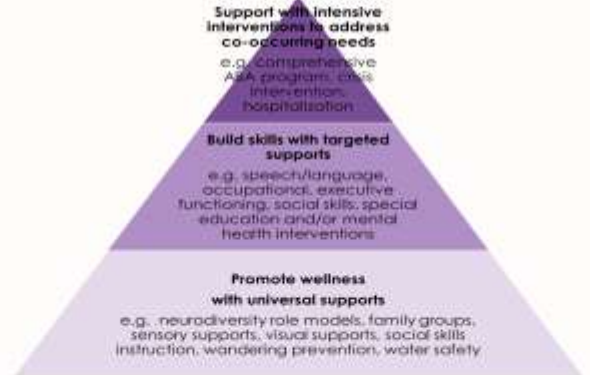 Support with intensive
interventions to address
co-occurring needs
e.g. comprehensive
ABA program, crisis
intervention,
hospitalization
Build skills with targeted
supports
e.g. speech/language,
occupational, executive
functioning, social skills, special
education and/or mental
health interventions
Promote wellness
with universal supports
e.g. neurodiversity role models, family groups,
sensory supports, visual supports, social skills
instruction, wandering prevention, water safety